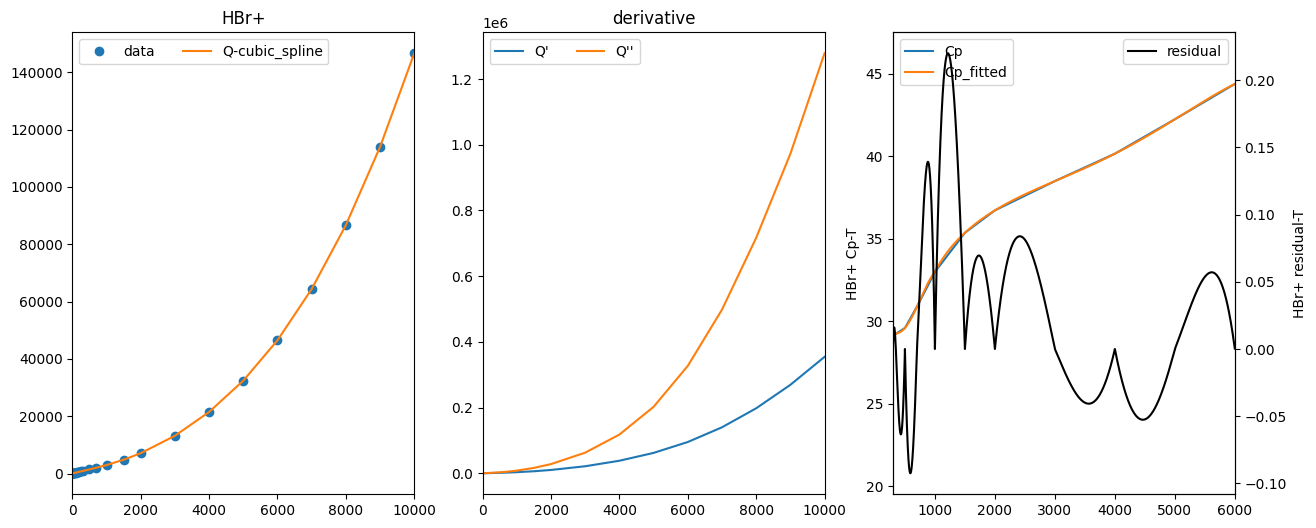 HBr+
data
Q-cubic_spline
140000
120000
100000
80000
60000
40000
20000
0
0 2000 4000 6000 8000 10000
derivative
1e6
Q'
Q''
1.2
1.0
0.8
0.6
0.4
0.2
0.0
0 2000 4000 6000 8000 10000
Cp
Cp_fitted
residual
HBr+ Cp-T
45
40
35
30
25
20
1000 2000 3000 4000 5000 6000
0.20
0.15
0.10
0.05
0.00
−0.05
−0.10
HBr+ residual-T